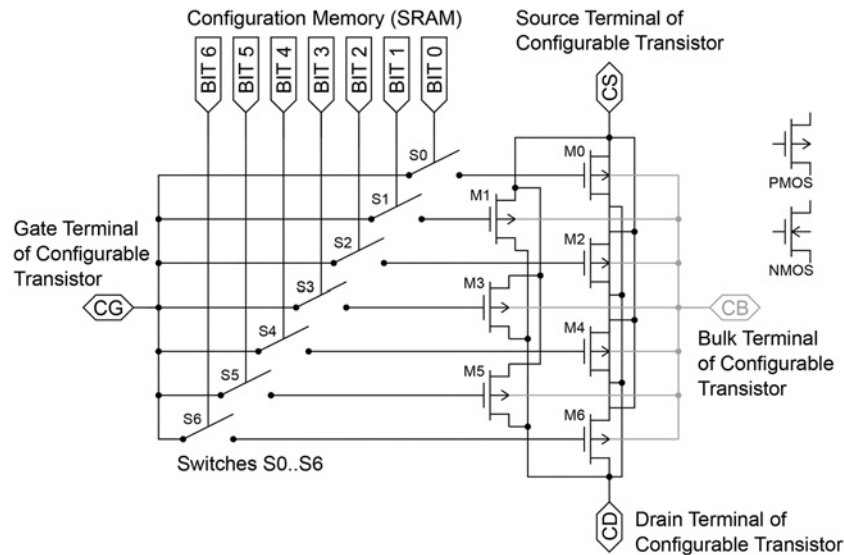 Configuration Memory (SRAM)
Source Terminal of
Configurable Transistor
BIT 6
BIT 5
BIT 4
BIT 3
BIT 2
BIT 1
BIT 0
CS
S0
M0
PMOS
S1
M1
Gate Terminal
of Configurable
Transistor
S2
M2
NMOS
S3
M3
CG
CB
S4
M4
Bulk Terminal
of Configurable
Transistor
S5
M5
S6
M6
Switches S0..S6
CD
Drain Terminal of
Configurable Transistor